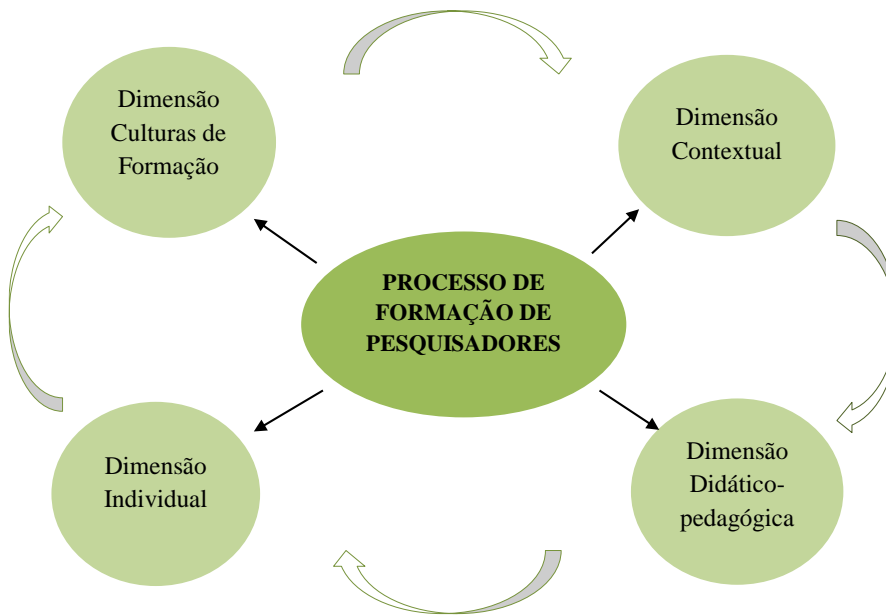 Dimensão
Culturas de
Formação
Dimensão
Contextual
PROCESSO DE
FORMAÇÃO DE
PESQUISADORES
Dimensão
Individual
Dimensão
Didático-
pedagógica